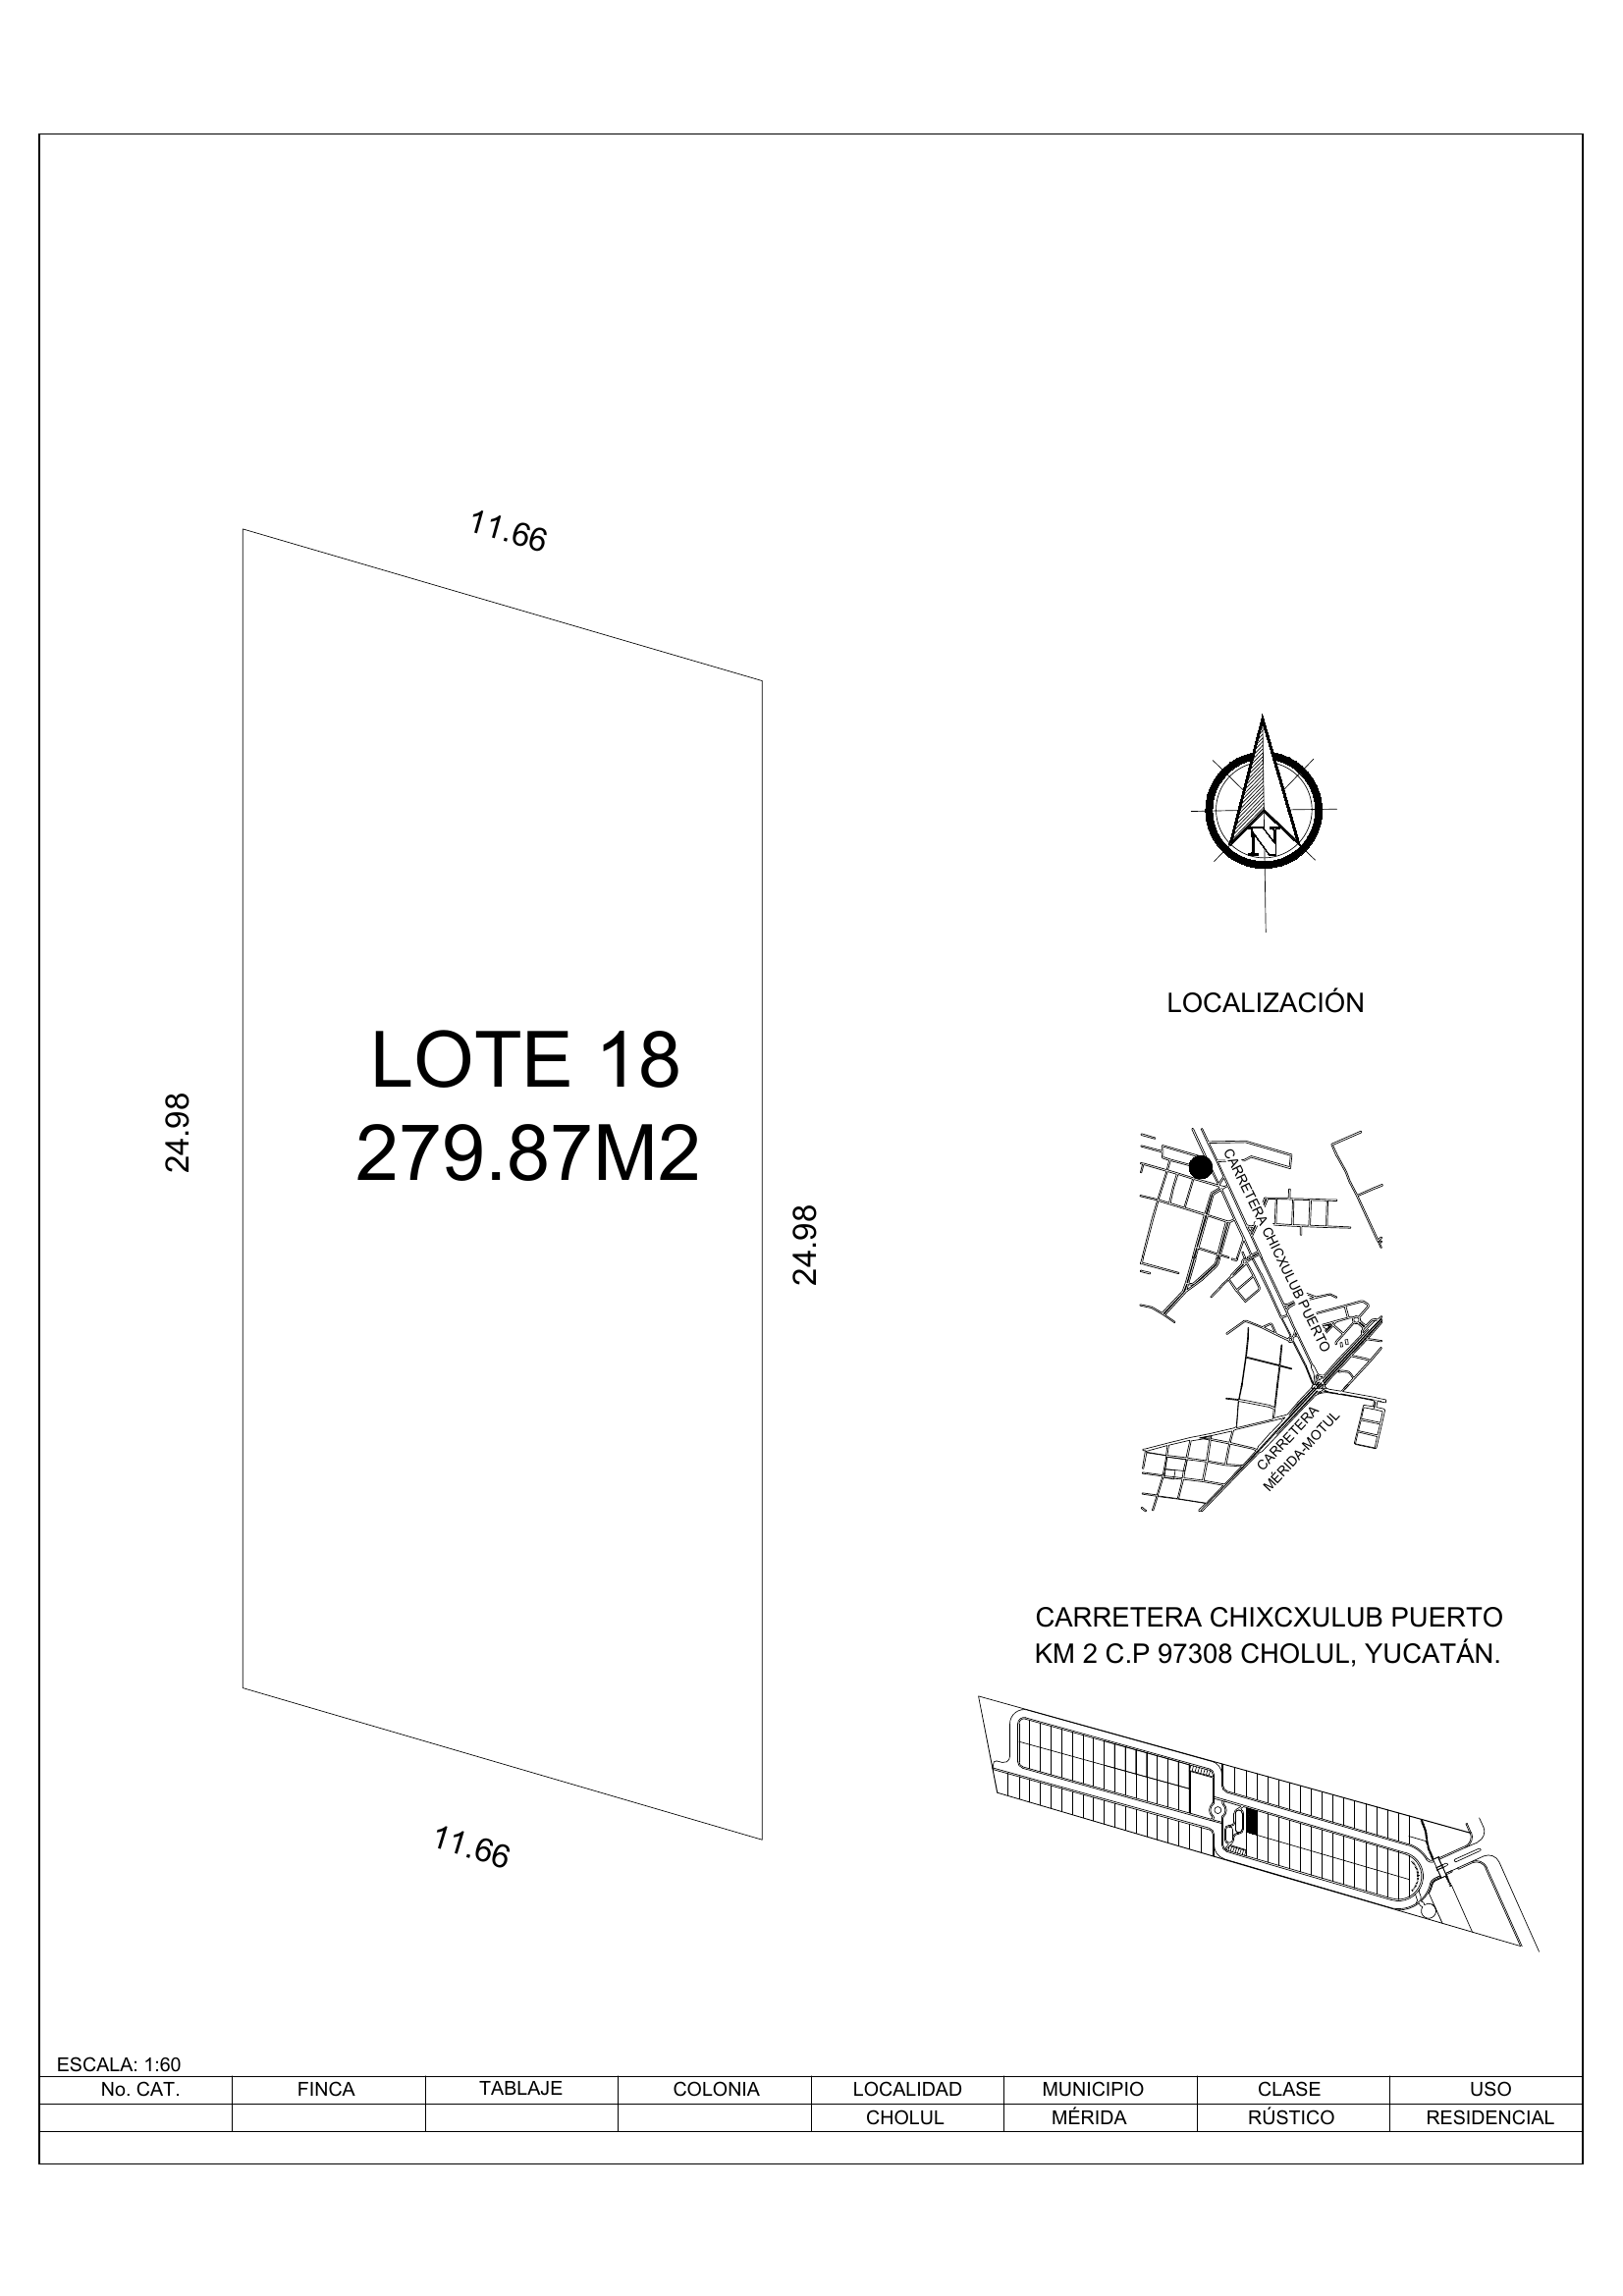 11.66
LOTE 18
279.87M2
24.98
24.98
11.66
N
LOCALIZACIÓN
CARRETERA CHICXULUB PUERTO
CARRETERA
MÉRIDA-MOTUL
CARRETERA CHIXCXULUB PUERTO
KM 2 C.P 97308 CHOLUL, YUCATÁN.
ESCALA: 1:60
No. CAT. FINCA TABLAJE COLONIA LOCALIDAD MUNICIPIO CLASE USO
CHOLUL MÉRIDA RÚSTICO RESIDENCIAL